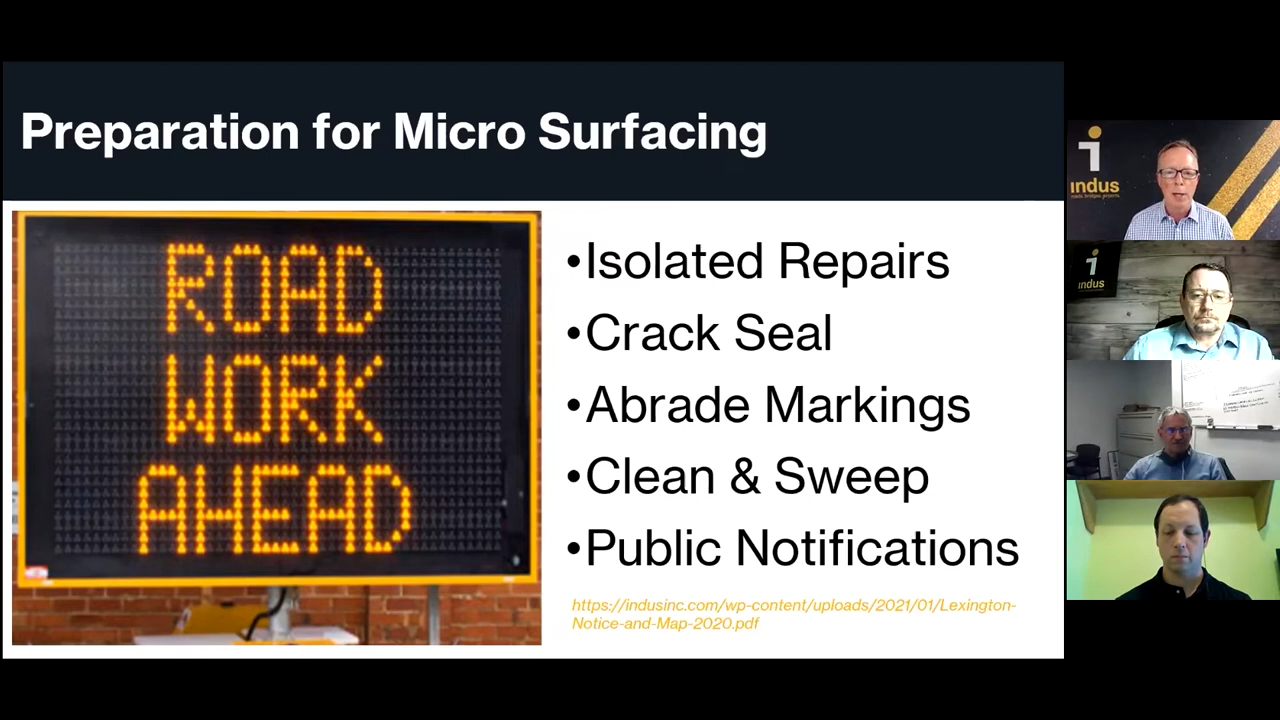 Preparation for Micro Surfacing
ROAD
WORK
AHEAD
•Isolated Repairs
•Crack Seal
•Abrade Markings
•Clean & Sweep
•Public Notifications
https://indusinc.com/wp-content/uploads/2021/01/Lexington-
Notice-and-Map-2020.pdf
indus
indus